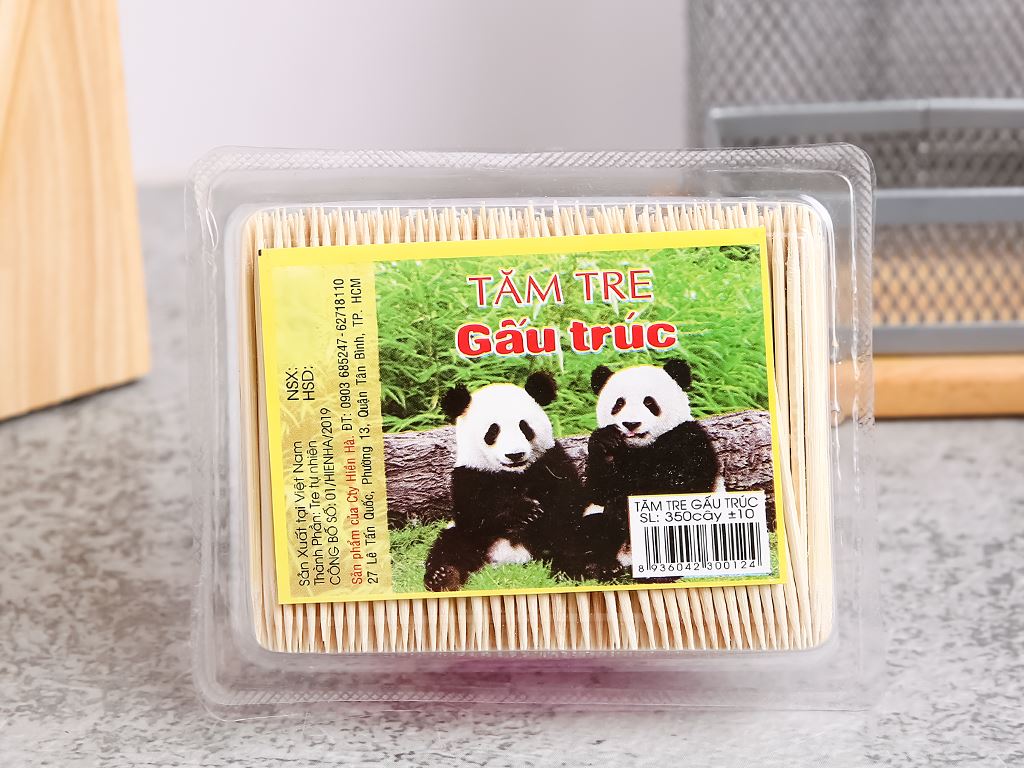 TĂM TRE
Gấu trúc
NSX:
HSD:
Sản Xuất tại Việt Nam
Thành Phần: Tre tự nhiên
CÔNG BỐ SỐ: 01/HIENHA/2019
Sản phẩm của Cty Hiền Hà. ĐT: 0903 685247 - 62718110
27 Lê Tấn Quốc, Phường 13, Quận Tân Bình, TP. HCM
TĂM TRE GẤU TRÚC
SL: 350cây ±10
8 936042 300124